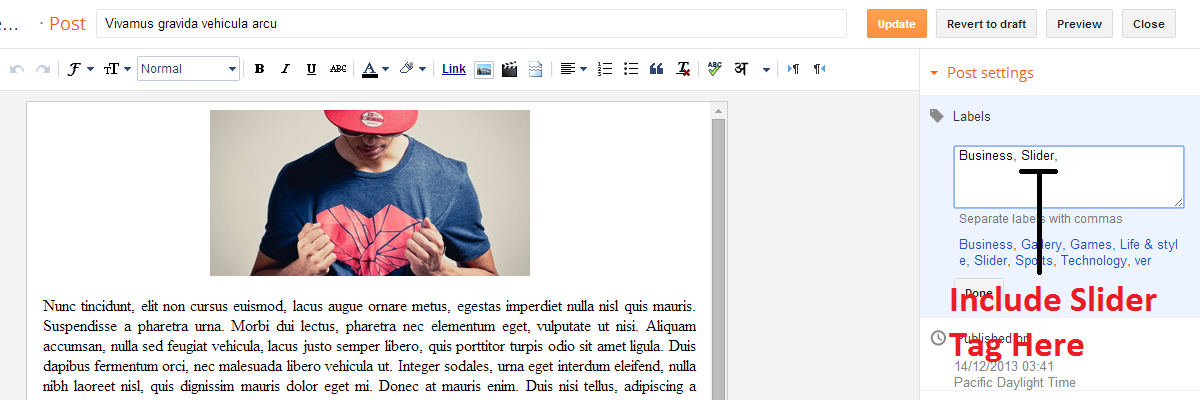 e...
· Post
Vivamus gravida vehicula arcu
Update
Revert to draft
Preview
Close
Normal
B I U ABC
A
Link
ABC
अ
Post settings
Labels
Business, Slider,
Separate labels with commas
Business, Gallery, Games, Life & styl
e, Slider, Sports, Technology, ver
Done
Include Slider
Tag Here
Published on
14/12/2013 03:41
Pacific Daylight Time
Nunc tincidunt, elit non cursus euismod, lacus augue ornare metus, egestas imperdiet nulla nisl quis mauris.
Suspendisse a pharetra urna. Morbi dui lectus, pharetra nec elementum eget, vulputate ut nisi. Aliquam
accumsan, nulla sed feugiat vehicula, lacus justo semper libero, quis porttitor turpis odio sit amet ligula. Duis
dapibus fermentum orci, nec malesuada libero vehicula ut. Integer sodales, urna eget interdum eleifend, nulla
nibh laoreet nisl, quis dignissim mauris dolor eget mi. Donec at mauris enim. Duis nisi tellus, adipiscing a